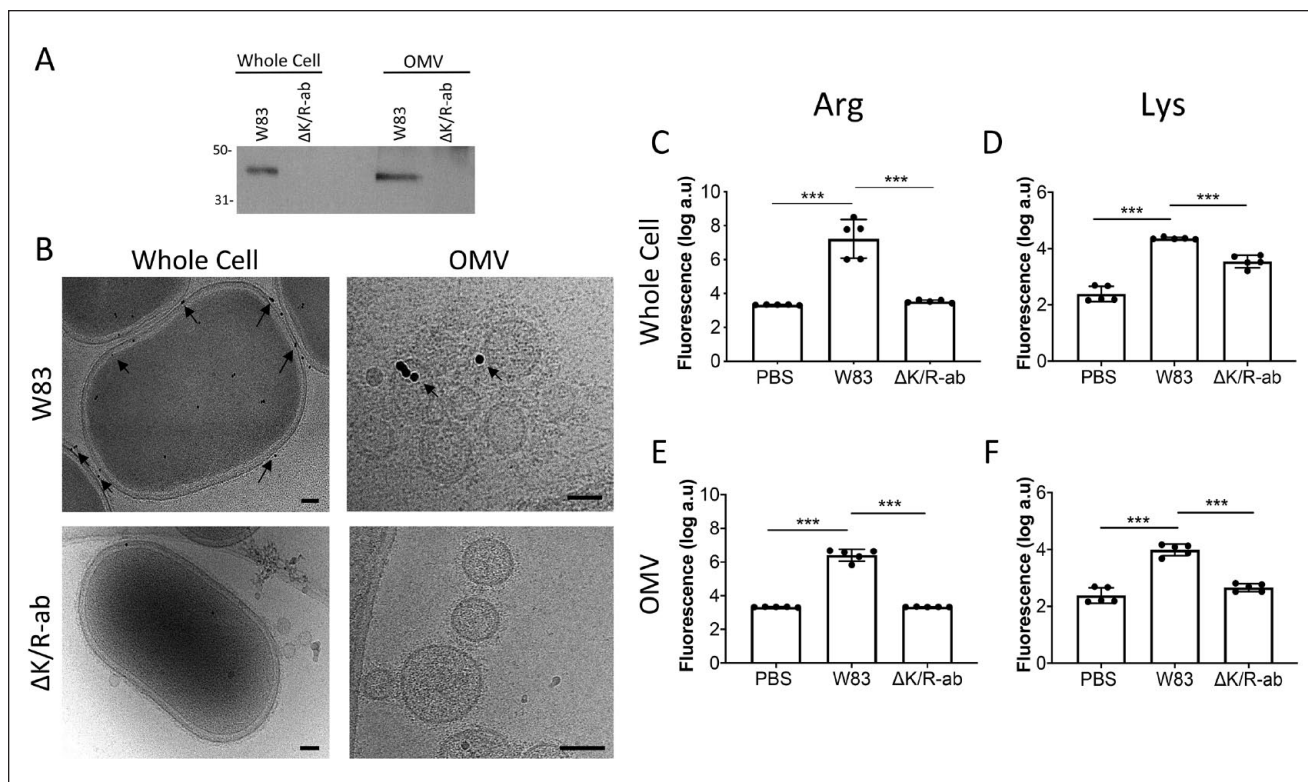 A
Whole Cell
OMV
W83
ΔK/R-ab
W83
ΔK/R-ab
50-
31-
B
Whole Cell
OMV
W83
ΔK/R-ab
Arg
Lys
Whole Cell
OMV
C
Fluorescence (log a.u)
10
8
6
4
2
0
***
***
PBS
W83
ΔK/R-ab
D
Fluorescence (log a.u)
6
4
2
0
***
***
PBS
W83
ΔK/R-ab
E
Fluorescence (log a.u)
10
8
6
4
2
0
***
***
PBS
W83
ΔK/R-ab
F
Fluorescence (log a.u)
6
4
2
0
***
***
PBS
W83
ΔK/R-ab